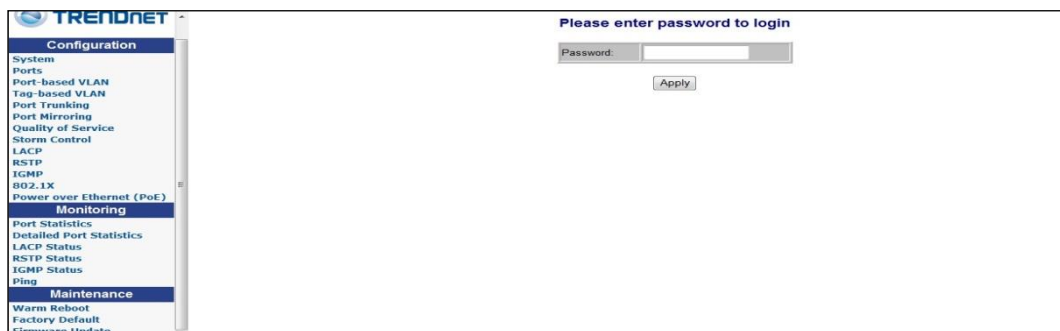 TRENDNET
Configuration
System
Ports
Port-based VLAN
Tag-based VLAN
Port Trunking
Port Mirroring
Quality of Service
Storm Control
LACP
RSTP
IGMP
802.1X
Power over Ethernet (PoE)
Monitoring
Port Statistics
Detailed Port Statistics
LACP Status
RSTP Status
IGMP Status
Ping
Maintenance
Warm Reboot
Factory Default
Firmware Update
Please enter password to login
Password:
Apply